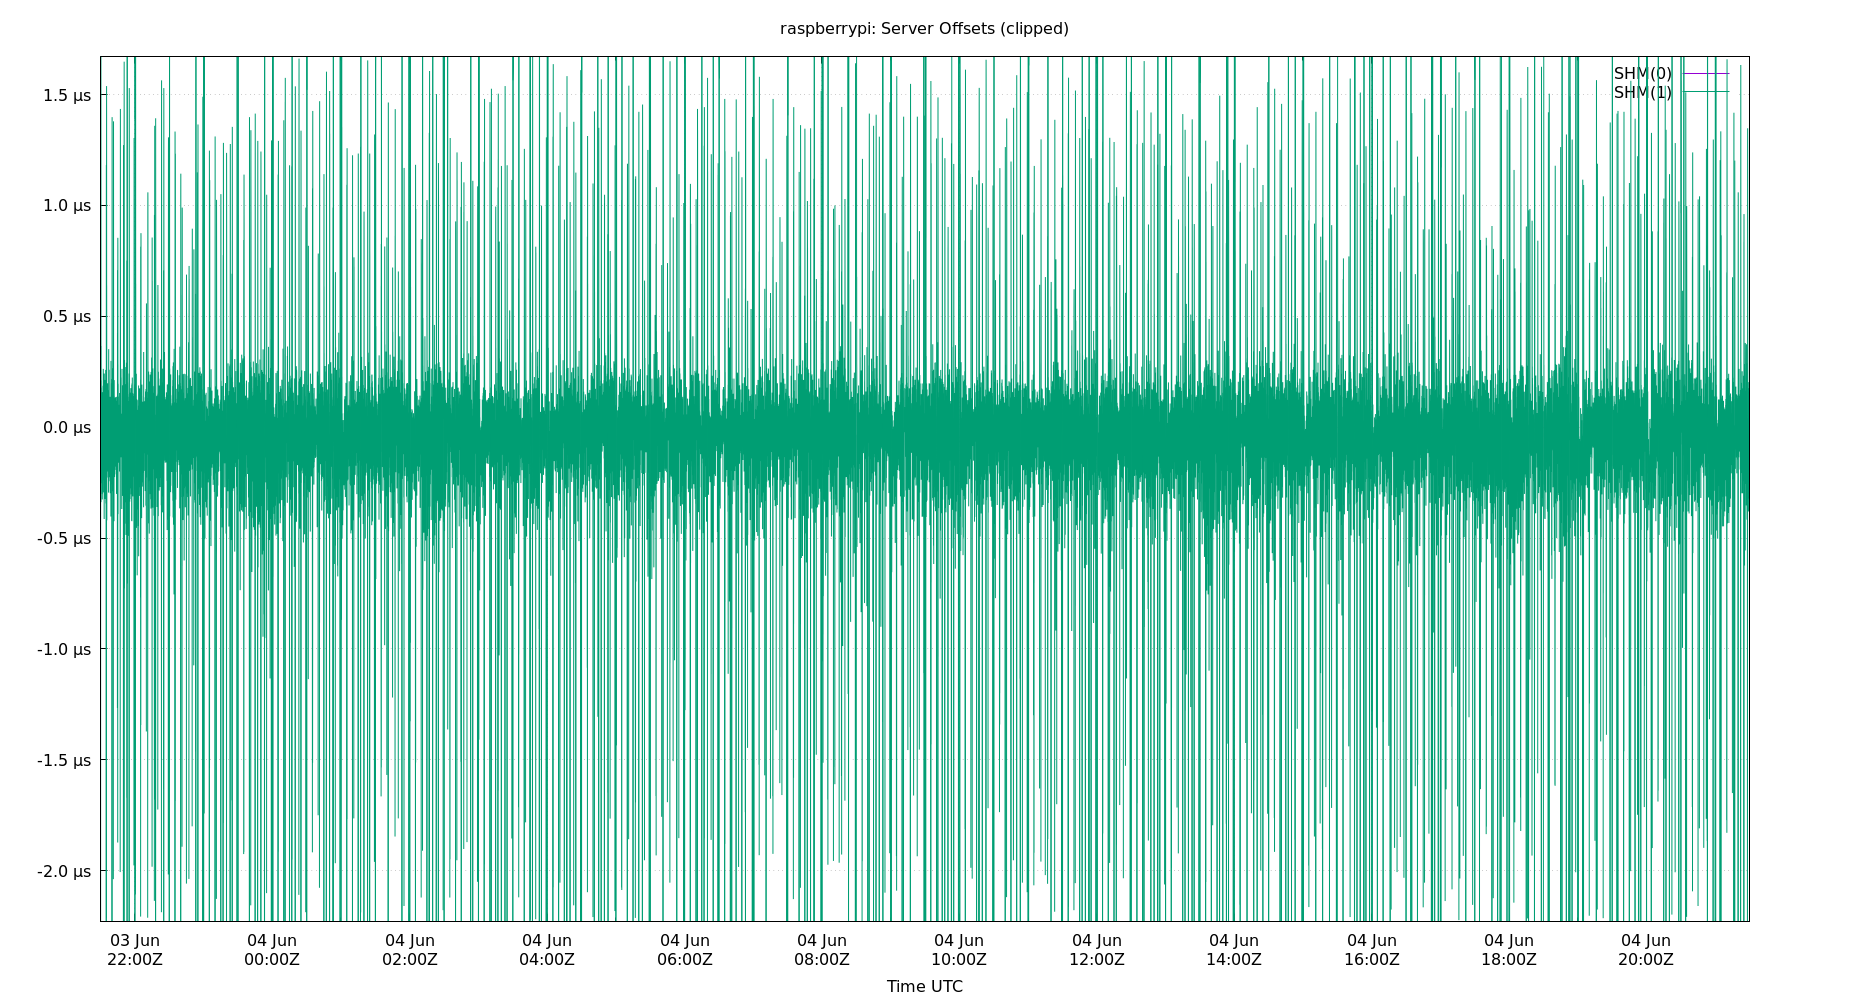 raspberrypi: Server Offsets (clipped)
SHM(0)
SHM(1)
1.5 µs
1.0 µs
0.5 µs
0.0 µs
-0.5 µs
-1.0 µs
-1.5 µs
-2.0 µs
03 Jun 04 Jun 04 Jun 04 Jun 04 Jun 04 Jun 04 Jun 04 Jun 04 Jun 04 Jun 04 Jun 04 Jun
22:00Z 00:00Z 02:00Z 04:00Z 06:00Z 08:00Z 10:00Z 12:00Z 14:00Z 16:00Z 18:00Z 20:00Z
Time UTC